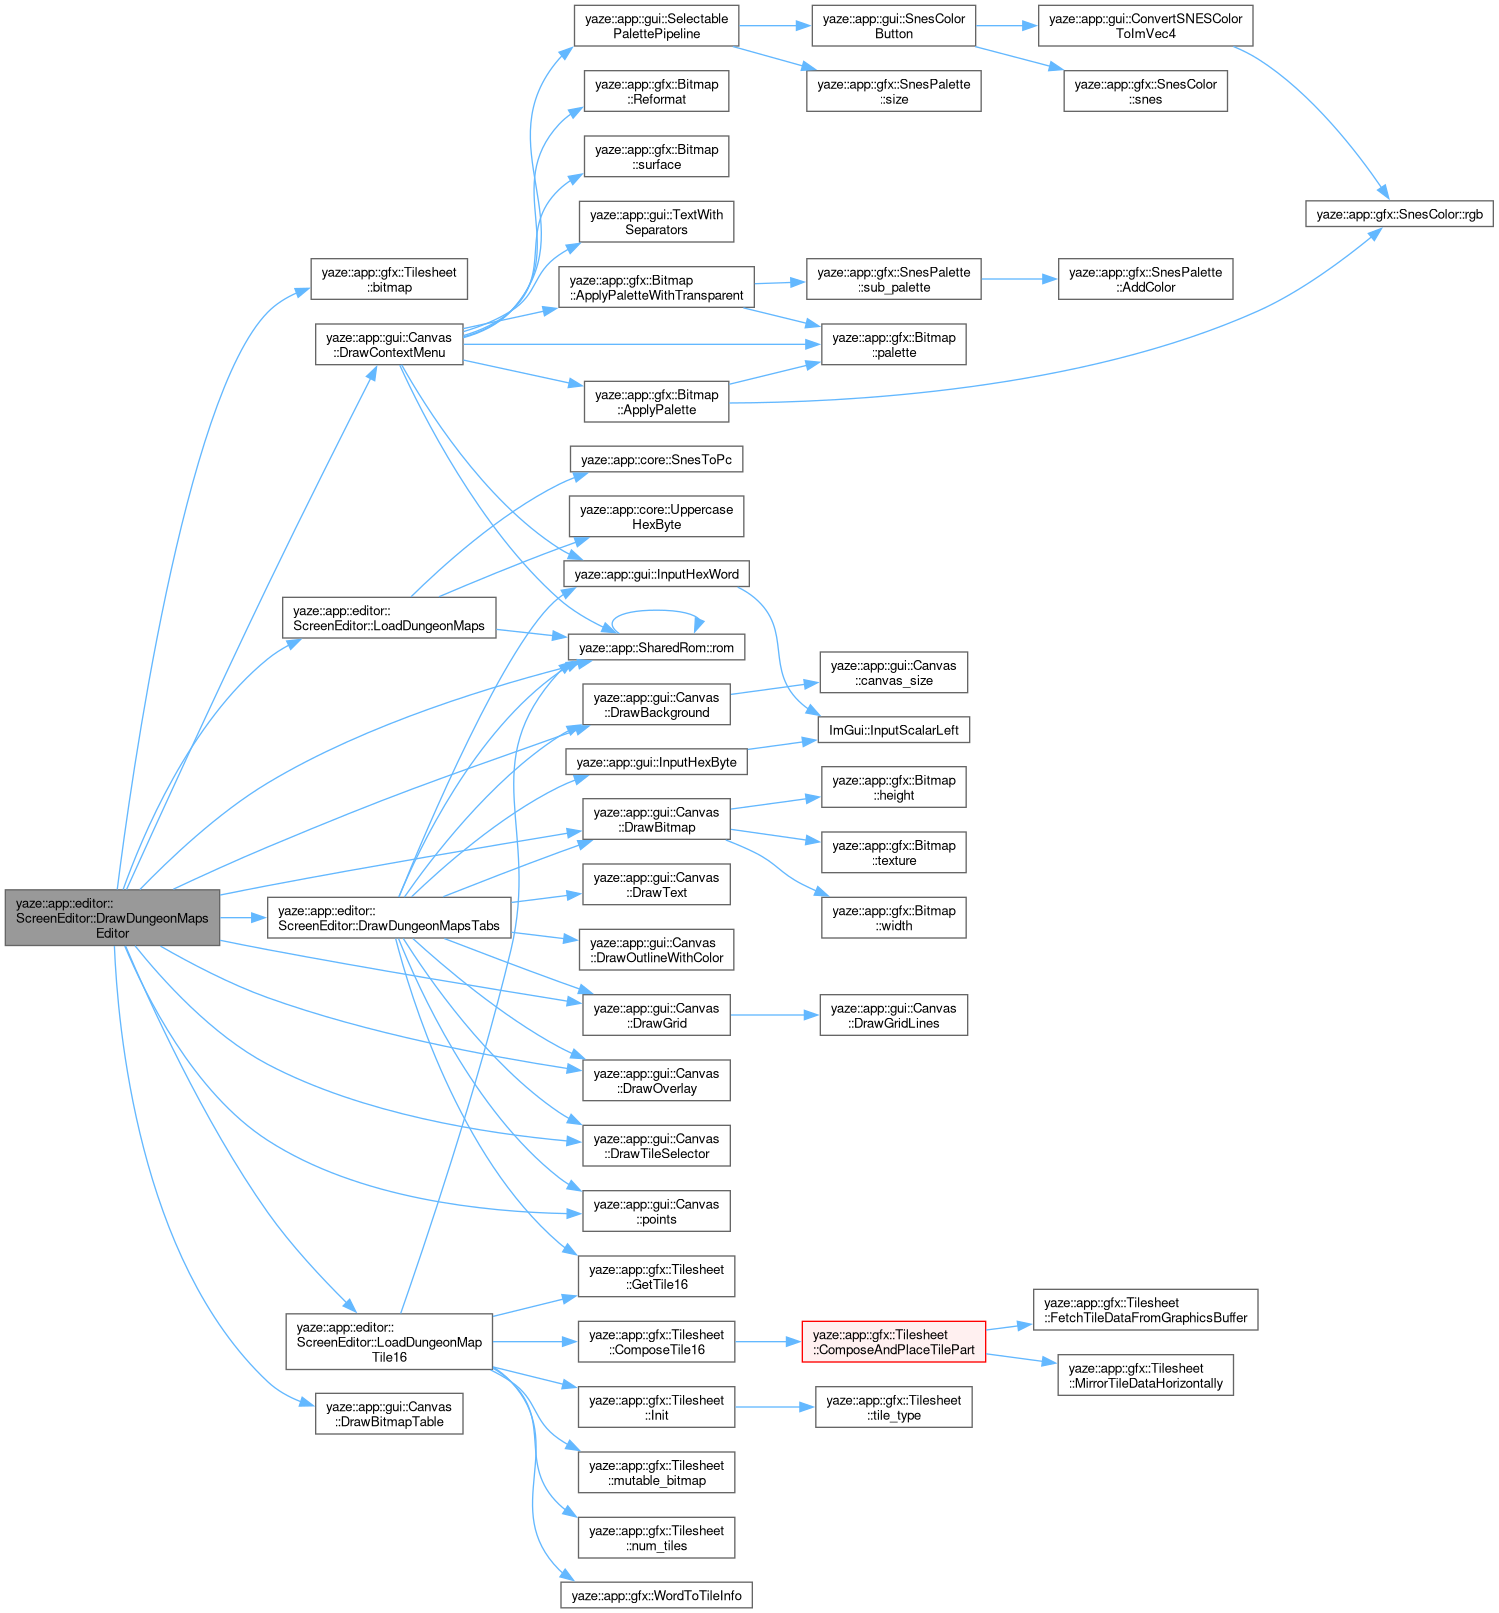 yaze::app::editor::
ScreenEditor::DrawDungeonMaps
Editor
yaze::app::gfx::Tilesheet
::bitmap
yaze::app::gui::Canvas
::DrawContextMenu
yaze::app::gui::Selectable
PalettePipeline
yaze::app::gui::SnesColor
Button
yaze::app::gui::ConvertSNESColor
ToImVec4
yaze::app::gfx::SnesColor::rgb
yaze::app::gfx::SnesColor
::snes
yaze::app::gfx::SnesPalette
::size
yaze::app::gfx::Bitmap
::Reformat
yaze::app::gfx::Bitmap
::surface
yaze::app::gui::TextWith
Separators
yaze::app::gfx::Bitmap
::ApplyPaletteWithTransparent
yaze::app::gfx::SnesPalette
::sub_palette
yaze::app::gfx::SnesPalette
::AddColor
yaze::app::gfx::Bitmap
::palette
yaze::app::gfx::Bitmap
::ApplyPalette
yaze::app::core::SnesToPc
yaze::app::core::Uppercase
HexByte
yaze::app::gui::InputHexWord
yaze::app::editor::
ScreenEditor::LoadDungeonMaps
yaze::app::SharedRom::rom
yaze::app::gui::Canvas
::DrawBackground
yaze::app::gui::Canvas
::canvas_size
ImGui::InputScalarLeft
yaze::app::gui::InputHexByte
yaze::app::gui::Canvas
::DrawBitmap
yaze::app::gfx::Bitmap
::height
yaze::app::gfx::Bitmap
::texture
yaze::app::gfx::Bitmap
::width
yaze::app::editor::
ScreenEditor::DrawDungeonMapsTabs
yaze::app::gui::Canvas
::DrawText
yaze::app::gui::Canvas
::DrawOutlineWithColor
yaze::app::gui::Canvas
::DrawGrid
yaze::app::gui::Canvas
::DrawGridLines
yaze::app::gui::Canvas
::DrawOverlay
yaze::app::gui::Canvas
::DrawTileSelector
yaze::app::gui::Canvas
::points
yaze::app::gfx::Tilesheet
::GetTile16
yaze::app::editor::
ScreenEditor::LoadDungeonMap
Tile16
yaze::app::gfx::Tilesheet
::ComposeTile16
yaze::app::gfx::Tilesheet
::ComposeAndPlaceTilePart
yaze::app::gfx::Tilesheet
::FetchTileDataFromGraphicsBuffer
yaze::app::gfx::Tilesheet
::MirrorTileDataHorizontally
yaze::app::gfx::Tilesheet
::Init
yaze::app::gfx::Tilesheet
::tile_type
yaze::app::gui::Canvas
::DrawBitmapTable
yaze::app::gfx::Tilesheet
::mutable_bitmap
yaze::app::gfx::Tilesheet
::num_tiles
yaze::app::gfx::WordToTileInfo